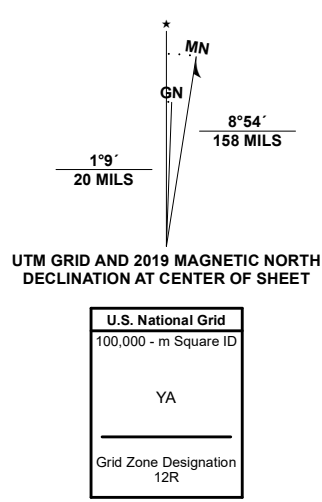 ★
MN
GN
8°54´
158 MILS
1°9´
20 MILS
UTM GRID AND 2019 MAGNETIC NORTH
DECLINATION AT CENTER OF SHEET
U.S. National Grid
100,000 - m Square ID
YA
Grid Zone Designation
12R